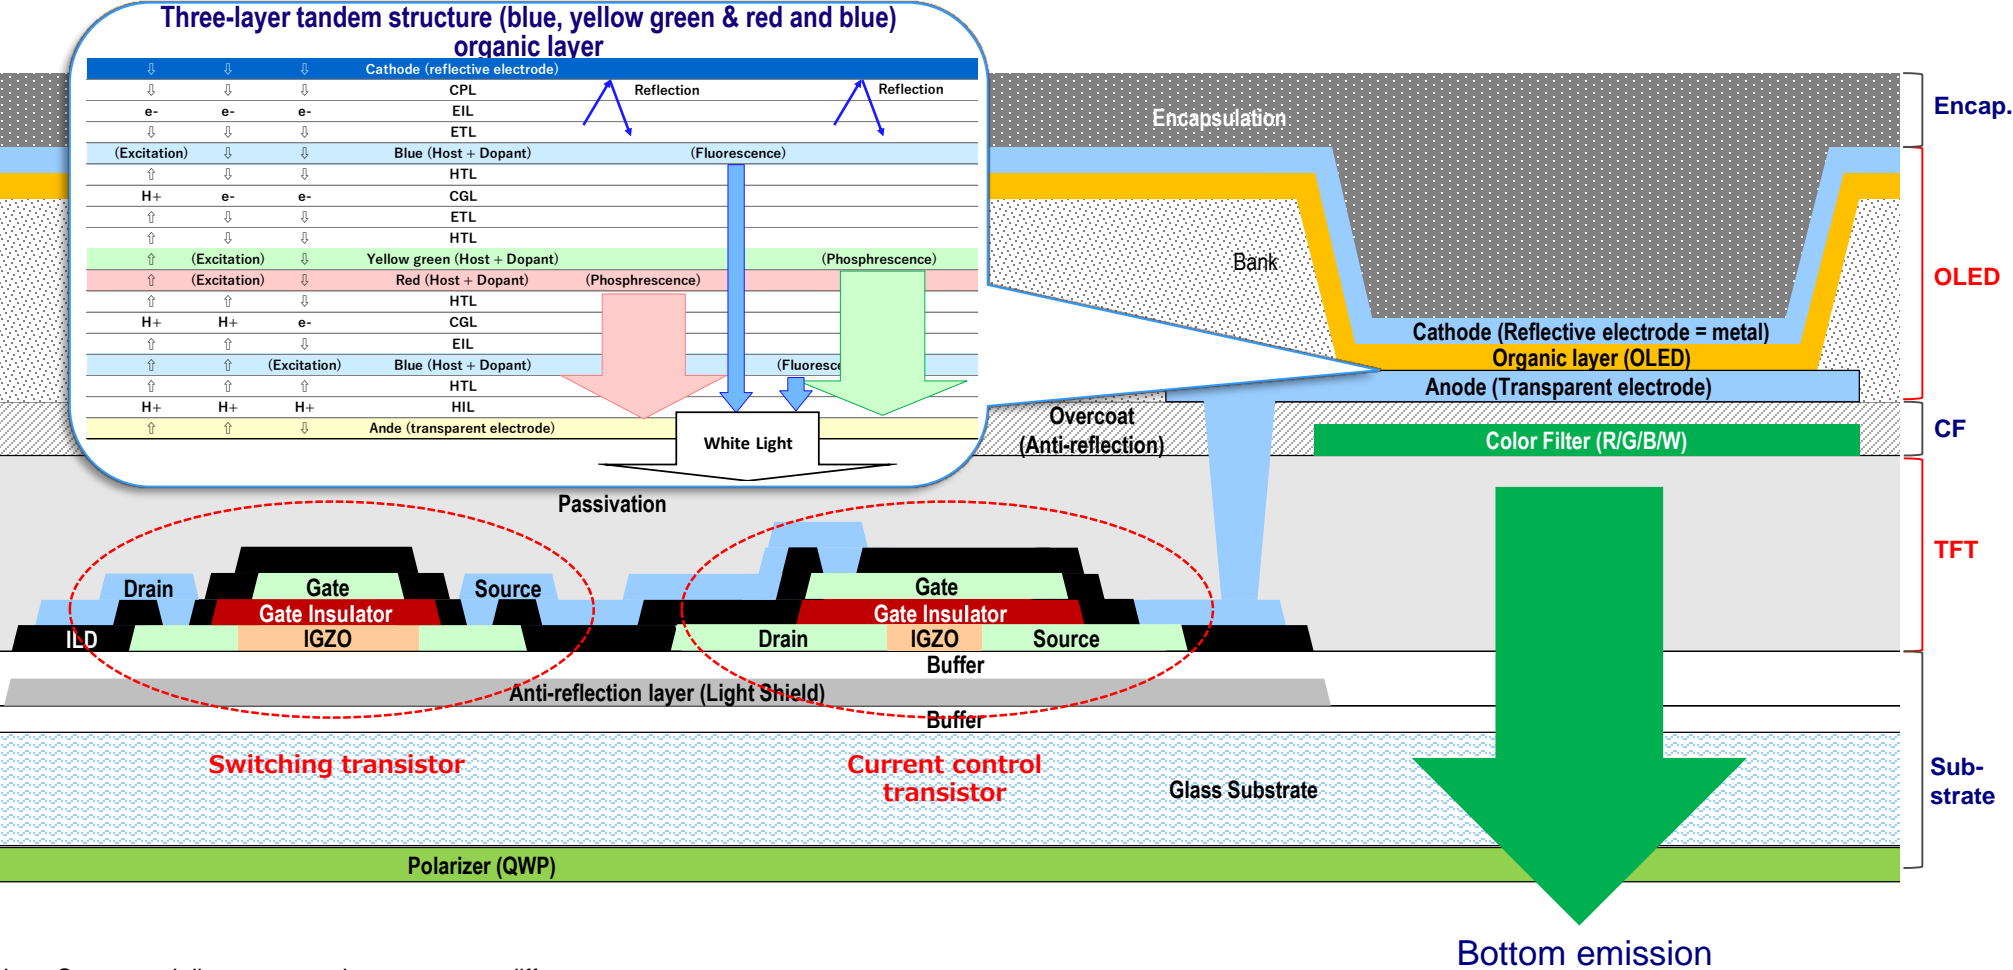 Three-layer tandem structure (blue, yellow green & red and blue)
organic layer
⇩ ⇩ ⇩ Cathode (reflective electrode)
⇩ ⇩ ⇩ CPL Reflection Reflection
e- e- e- EIL
⇩ ⇩ ⇩ ETL
(Excitation) ⇩ ⇩ Blue (Host + Dopant) (Fluorescence)
⇧ ⇩ ⇩ HTL
H+ e- e- CGL
⇧ ⇩ ⇩ ETL
⇧ ⇩ ⇩ HTL
⇧ (Excitation) ⇩ Yellow green (Host + Dopant) (Phosphrescence)
⇧ (Excitation) ⇩ Red (Host + Dopant) (Phosphrescence)
⇧ ⇧ ⇩ HTL
H+ H+ e- CGL
⇧ ⇧ ⇩ EIL
⇧ ⇧ (Excitation) Blue (Host + Dopant) (Fluoresc
⇧ ⇧ ⇧ HTL
H+ H+ H+ HIL
⇧ ⇧ ⇩ Ande (transparent electrode)
White Light
Encapsulation
Encap.
Bank
OLED
Cathode (Reflective electrode = metal)
Organic layer (OLED)
Anode (Transparent electrode)
Overcoat
(Anti-reflection)
Color Filter (R/G/B/W)
CF
Passivation
TFT
Drain Gate Source Gate
Gate Insulator Gate Insulator
ILD IGZO Drain IGZO Source
Buffer
Anti-reflection layer (Light Shield)
Buffer
Switching transistor
Current control
transistor
Glass Substrate
Sub-
strate
Polarizer (QWP)
Bottom emission